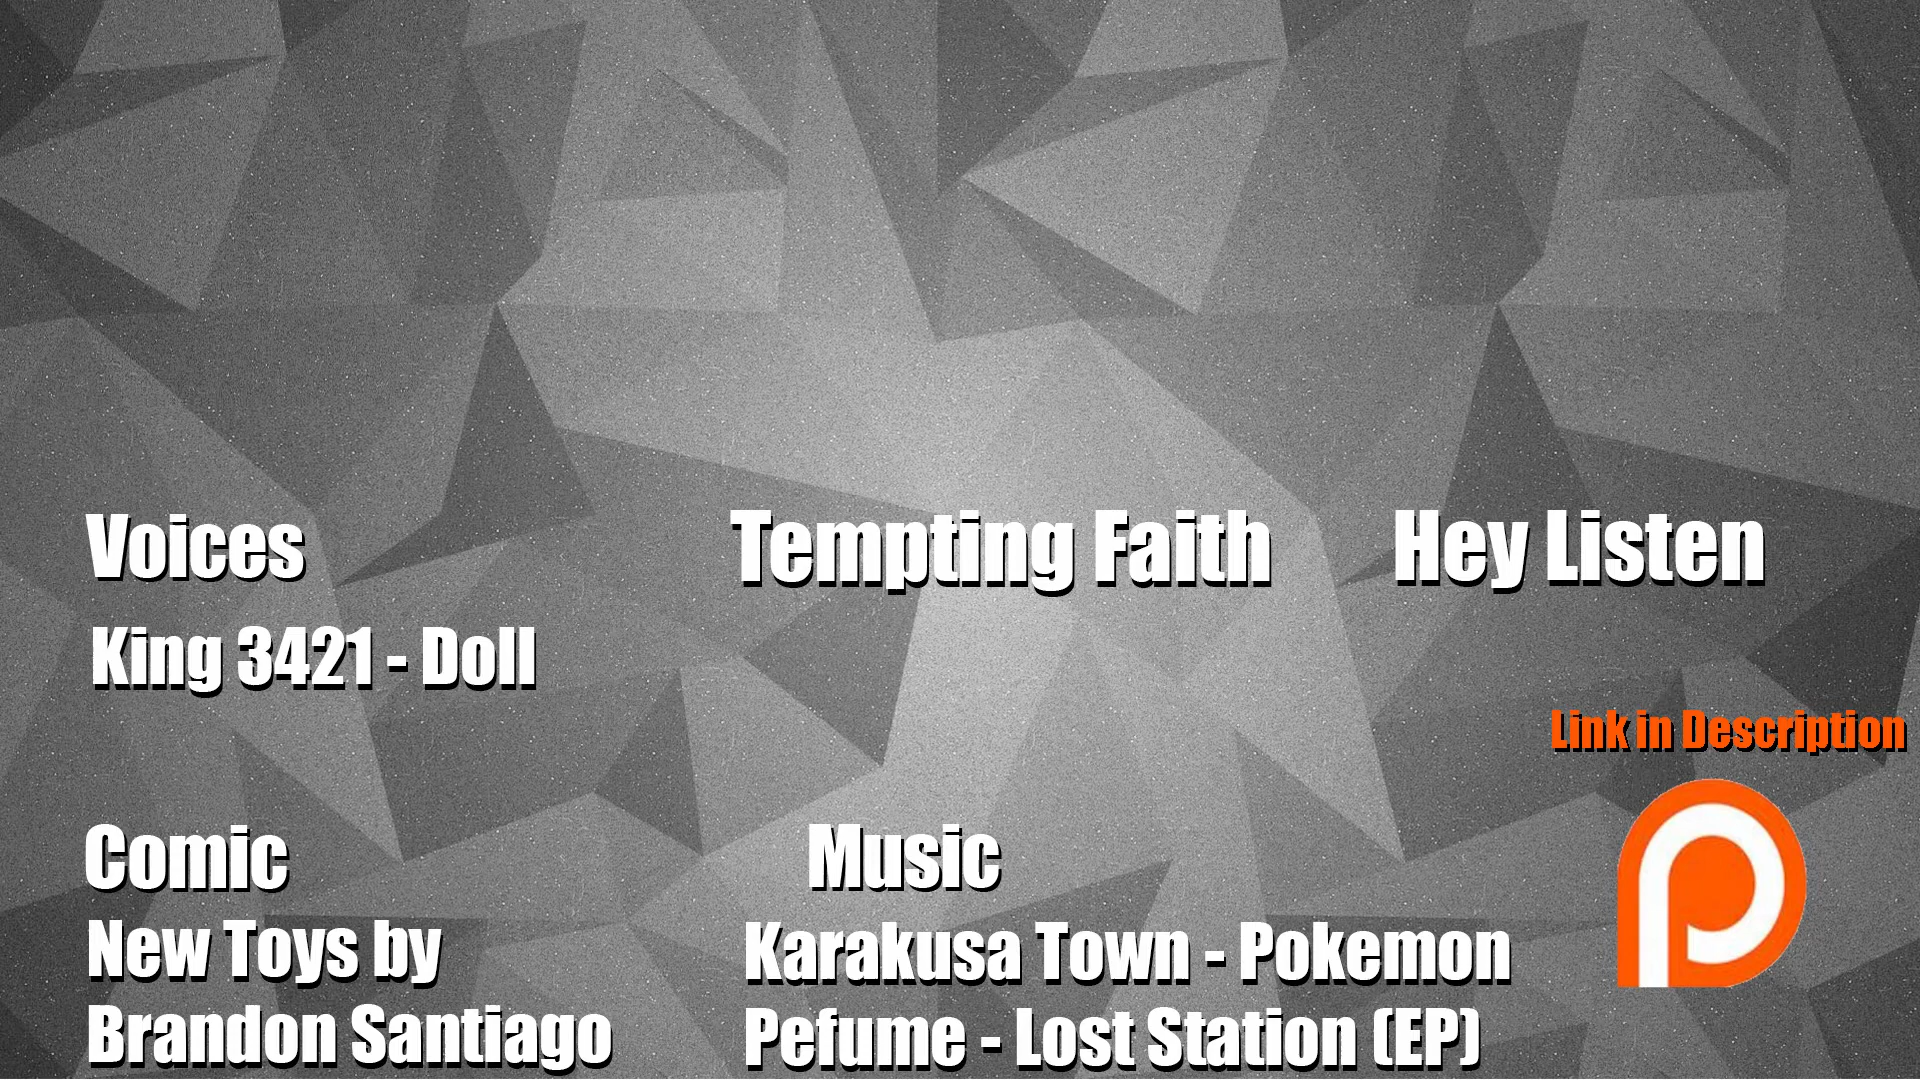 Voices
King 3421 - Doll
Tempting Faith
Hey Listen
Link in Description
Comic
New Toys by
Brandon Santiago
Music
Karakusa Town - Pokemon
Pefume - Lost Station (EP)